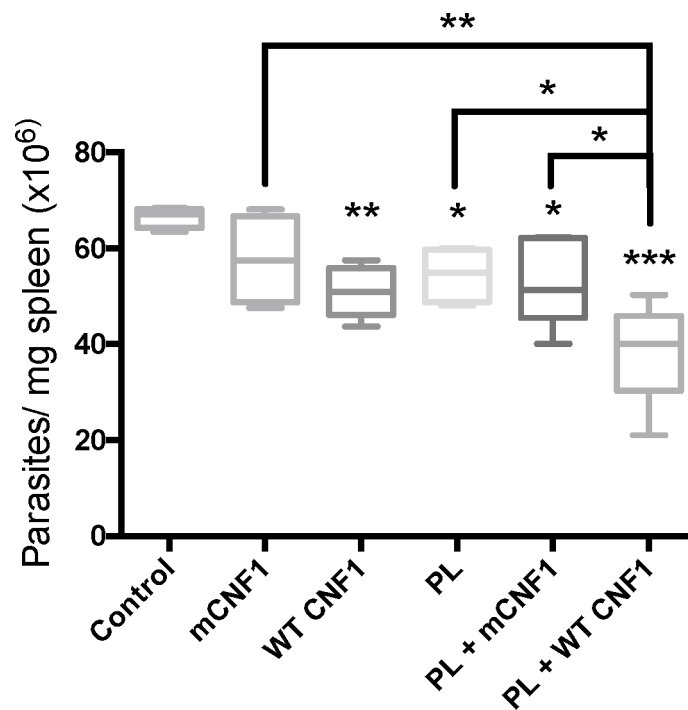 **
*
*
Parasites/ mg spleen (x10⁶)
80
60
40
20
0
**
*
*
***
Control
mCNF1
WT CNF1
PL
PL + mCNF1
PL + WT CNF1